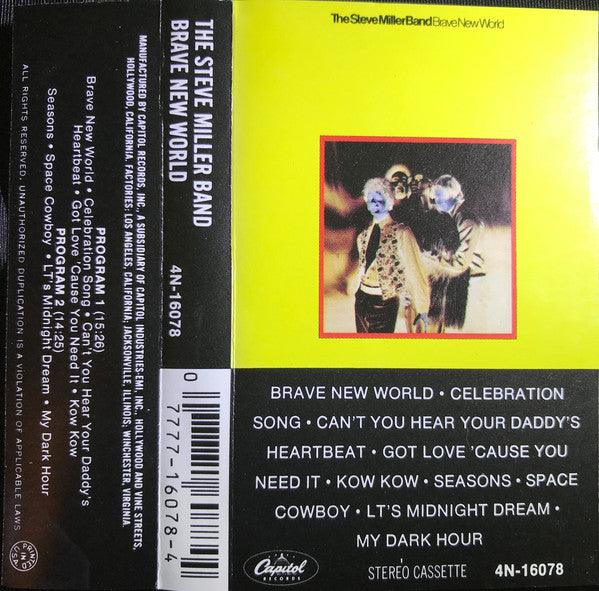 The Steve Miller Band Brave New World
BRAVE NEW WORLD • CELEBRATION
SONG • CAN'T YOU HEAR YOUR DADDY'S
HEARTBEAT • GOT LOVE 'CAUSE YOU
NEED IT • KOW KOW • SEASONS • SPACE
COWBOY • LT'S MIDNIGHT DREAM •
MY DARK HOUR
Capitol
RECORDS
STEREO CASSETTE
4N-16078
THE STEVE MILLER BAND
BRAVE NEW WORLD
4N-16078
0 7777-16078-4
MANUFACTURED BY CAPITOL RECORDS, INC., A SUBSIDIARY OF CAPITOL INDUSTRIES-EMI, INC., HOLLYWOOD AND VINE STREETS,
HOLLYWOOD, CALIFORNIA. FACTORIES: LOS ANGELES, CALIFORNIA; JACKSONVILLE, ILLINOIS, WINCHESTER, VIRGINIA.
PROGRAM 1 (15:26)
Brave New World • Celebration Song • Can't You Hear Your Daddy's
Heartbeat • Got Love 'Cause You Need It • Kow Kow
PROGRAM 2 (14:25)
Seasons • Space Cowboy • LT's Midnight Dream • My Dark Hour
ALL RIGHTS RESERVED. UNAUTHORIZED DUPLICATION IS A VIOLATION OF APPLICABLE LAWS
PRINTED IN U.S.A.